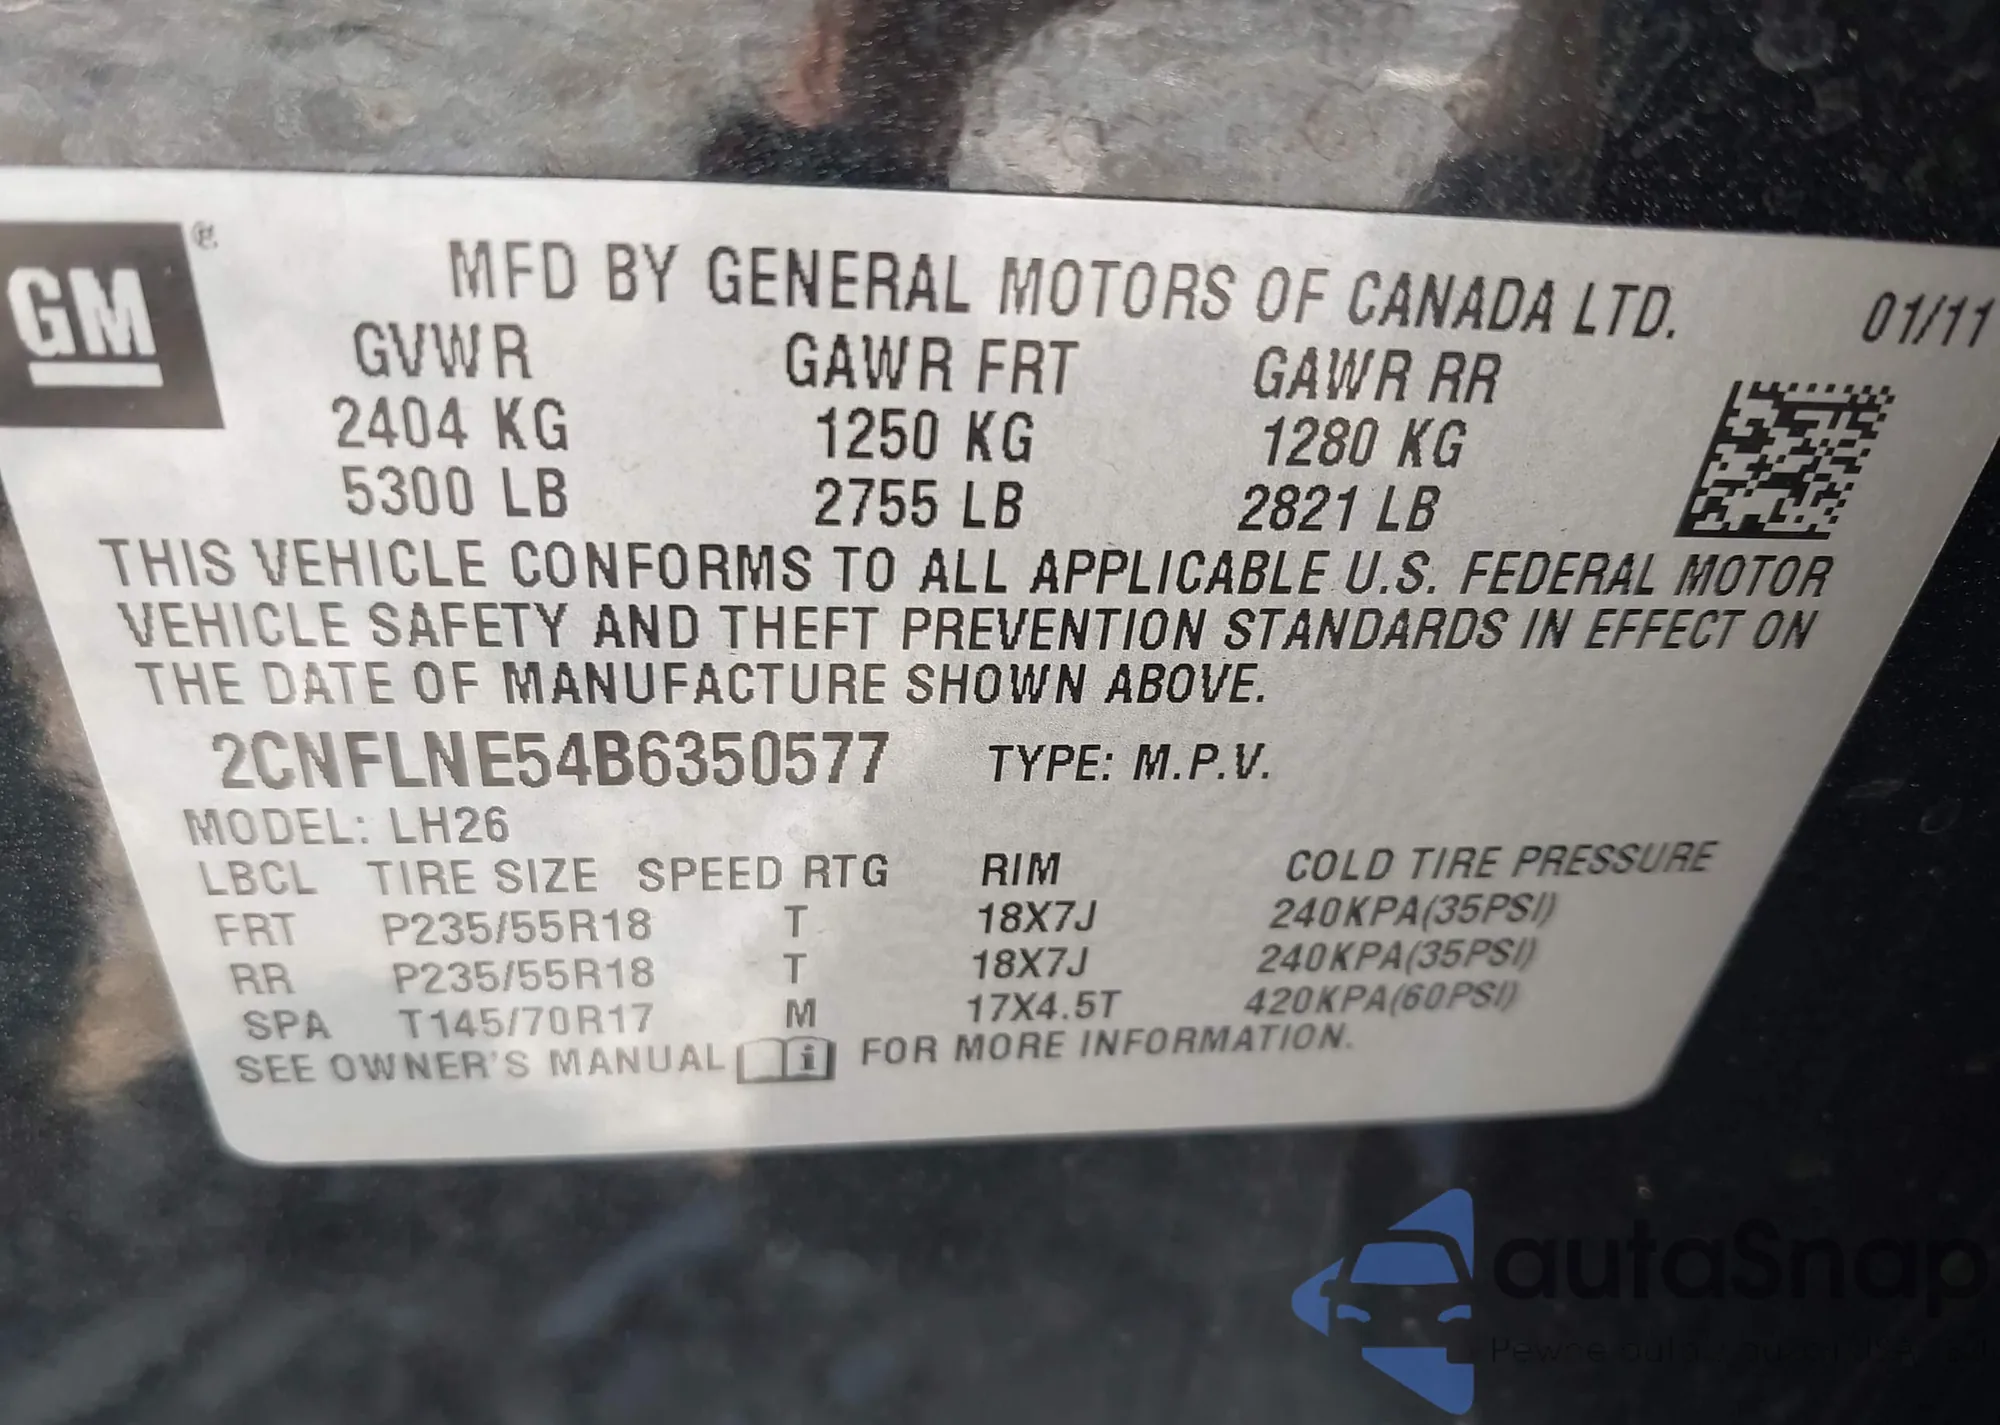 GM ®
MFD BY GENERAL MOTORS OF CANADA LTD. 01/11
GVWR GAWR FRT GAWR RR
2404 KG 1250 KG 1280 KG
5300 LB 2755 LB 2821 LB
THIS VEHICLE CONFORMS TO ALL APPLICABLE U.S. FEDERAL MOTOR
VEHICLE SAFETY AND THEFT PREVENTION STANDARDS IN EFFECT ON
THE DATE OF MANUFACTURE SHOWN ABOVE.
2CNFLNE54B6350577 TYPE: M.P.V.
MODEL: LH26
LBCL TIRE SIZE SPEED RTG RIM COLD TIRE PRESSURE
FRT P235/55R18 T 18X7J 240KPA(35PSI)
RR P235/55R18 T 18X7J 240KPA(35PSI)
SPA T145/70R17 M 17X4.5T 420KPA(60PSI)
SEE OWNER'S MANUAL i FOR MORE INFORMATION.
autaSnap
Pewne auto